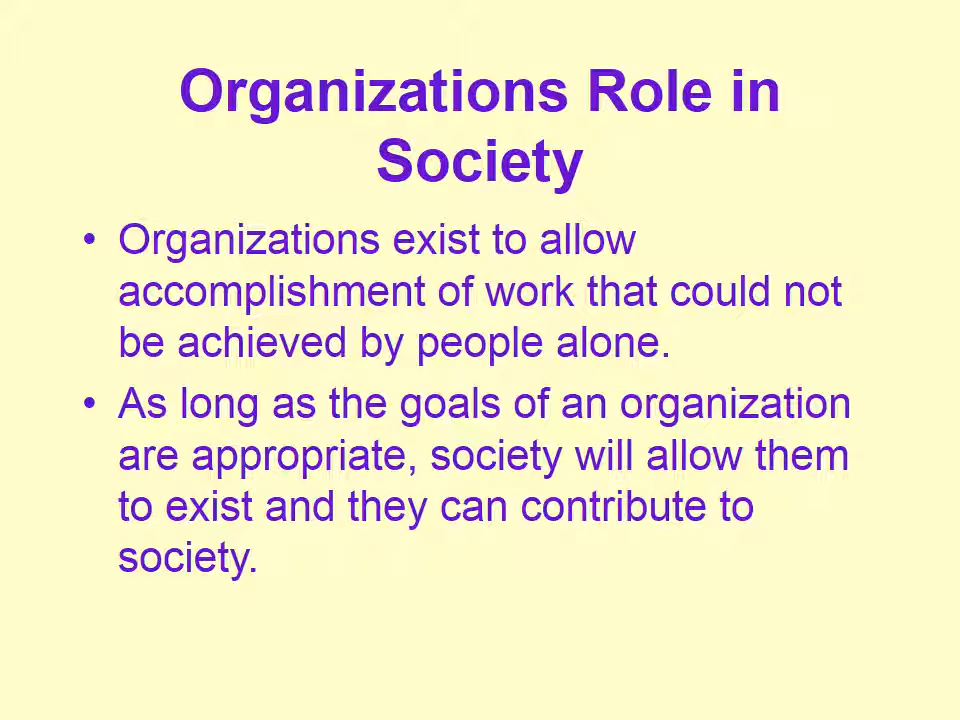 Organizations Role in
Society
• Organizations exist to allow
accomplishment of work that could not
be achieved by people alone.
• As long as the goals of an organization
are appropriate, society will allow them
to exist and they can contribute to
society.